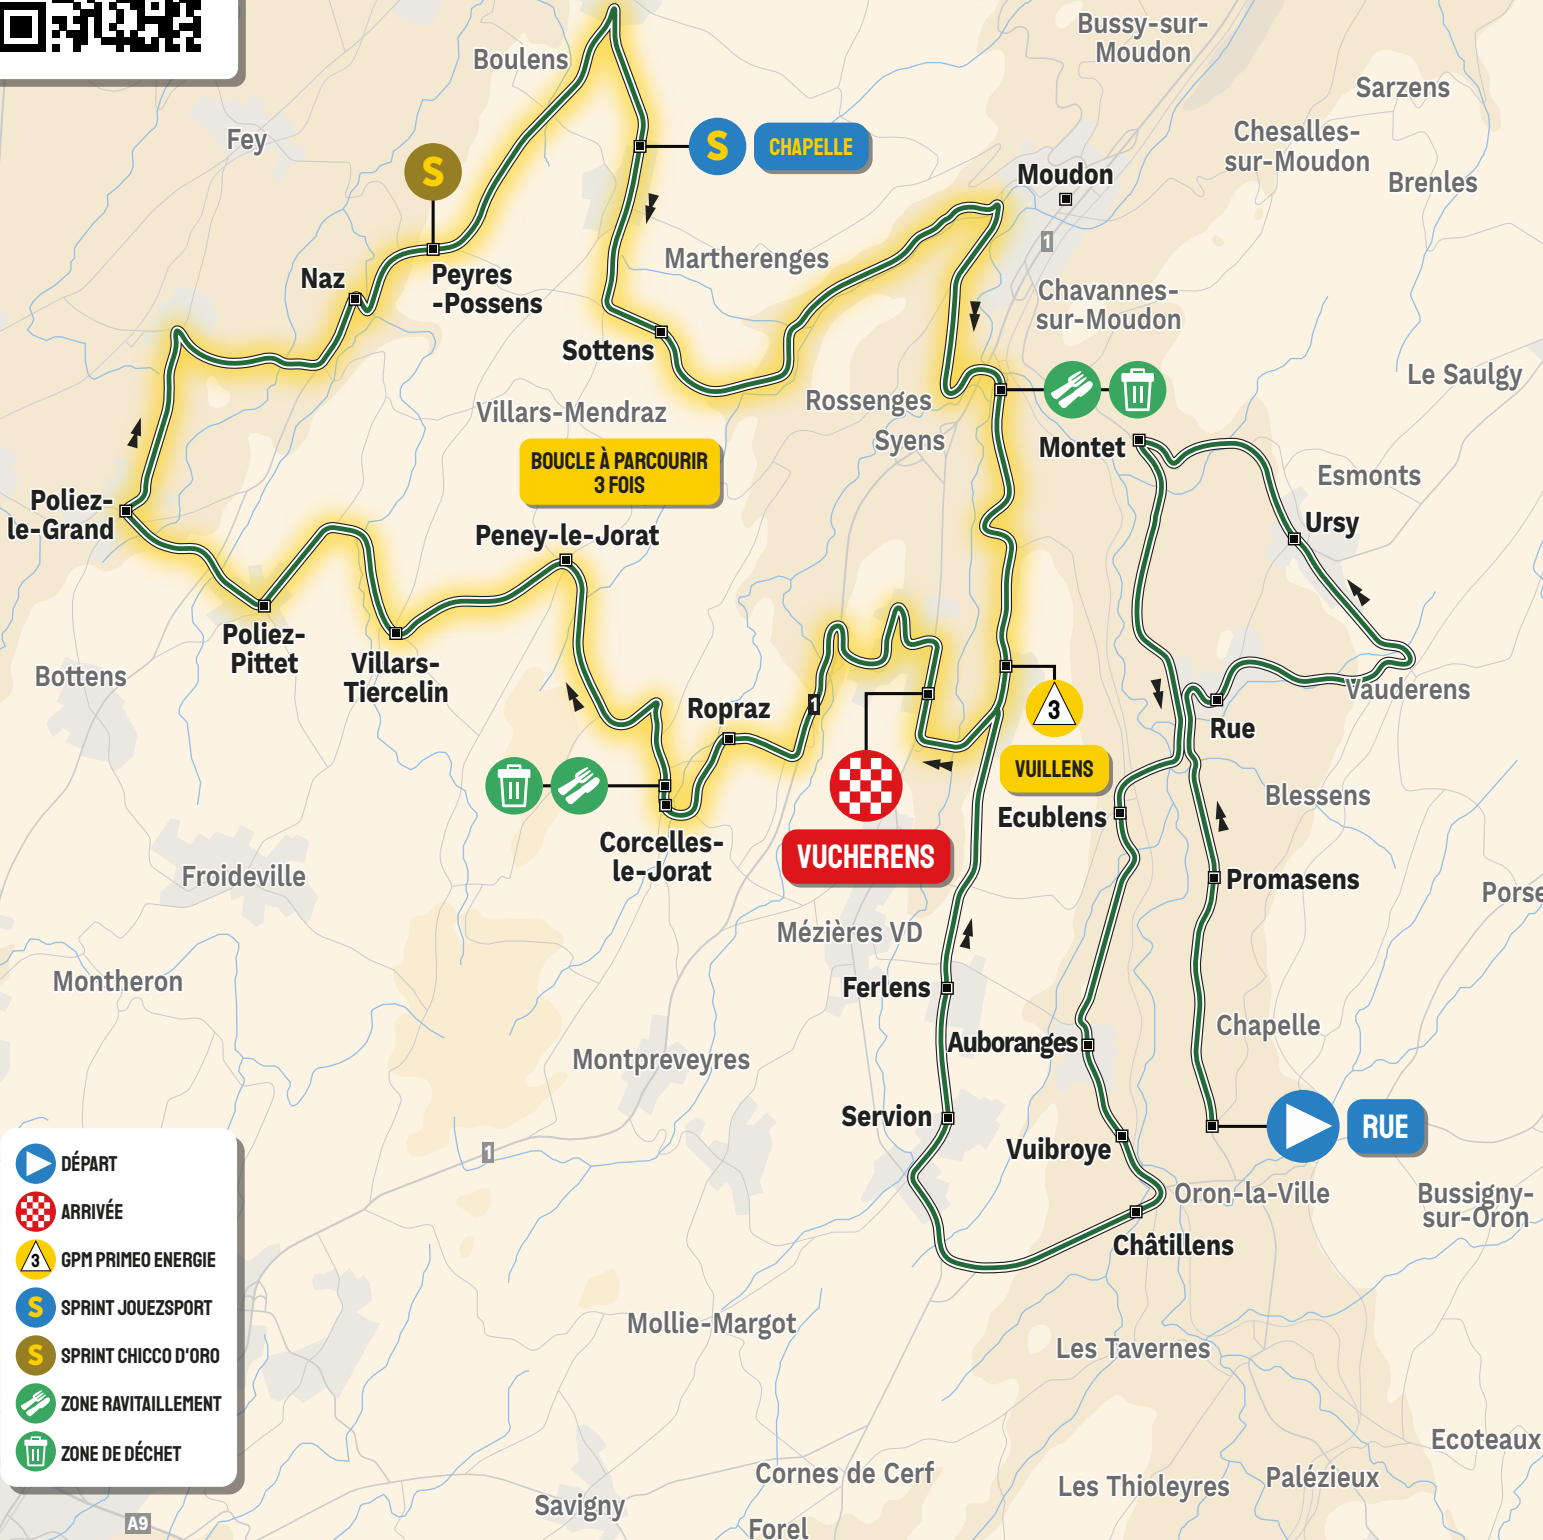 Bussy-sur-
Moudon
Boulens
Sarzens
Fey
S
S
CHAPELLE
Chesalles-
sur-Moudon
Brenles
Moudon
1
Martherenges
Naz
Peyres
-Possens
Chavannes-
sur-Moudon
Sottens
Le Saulgy
Villars-Mendraz
Rossenges
Syens
Montet
BOUCLE À PARCOURIR
3 FOIS
Esmonts
Poliez-
le-Grand
Ursy
Peney-le-Jorat
Poliez-
Pittet
Villars-
Tiercelin
Bottens
Vauderens
Ropraz
1
3
Rue
VUILLENS
Blessens
Ecublens
Corcelles-
le-Jorat
VUCHERENS
Froideville
Promasens
Porse
Mézières VD
Montheron
Ferlens
Chapelle
Auboranges
Montpreveyres
Servion
RUE
Vuibroye
1
DÉPART
Oron-la-Ville
Bussigny-
sur-Oron
ARRIVÉE
Châtillens
3
GPM PRIMEO ENERGIE
S
SPRINT JOUEZSPORT
Mollie-Margot
S
SPRINT CHICCO D'ORO
Les Tavernes
ZONE RAVITAILLEMENT
ZONE DE DÉCHET
Ecoteaux
Cornes de Cerf
Les Thioleyres
Palézieux
Savigny
A9
Forel